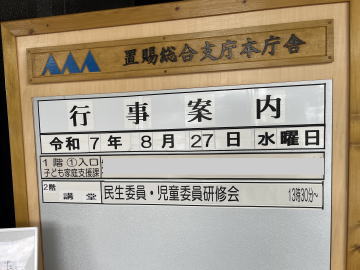 置賜総合支庁本庁舎
行事案内
令和 7 年 8 月 27 日 水曜日
1階①入口
子ども家庭支援課
2階
講堂
民生委員・児童委員研修会 13時30分~